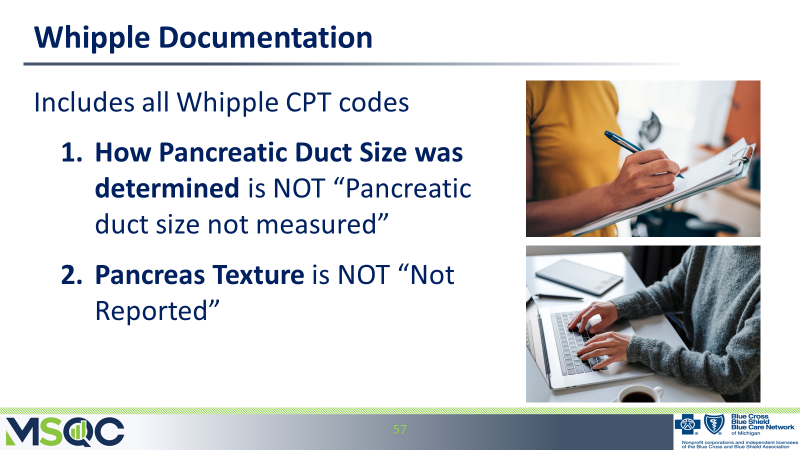 Whipple Documentation
Includes all Whipple CPT codes
1. How Pancreatic Duct Size was
determined is NOT “Pancreatic
duct size not measured”
2. Pancreas Texture is NOT “Not
Reported”
MSQC
57
Blue Cross
Blue Shield
Blue Care Network
of Michigan
Nonprofit corporations and independent licensees
of the Blue Cross and Blue Shield Association